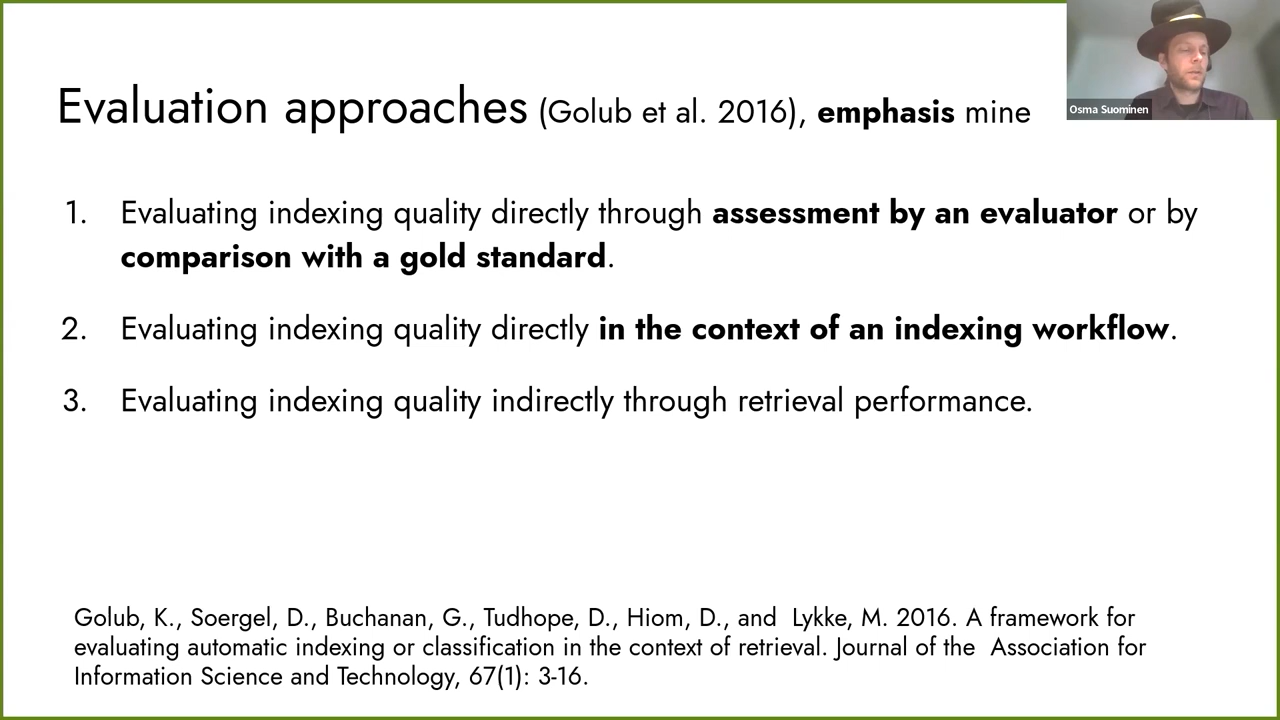 Evaluation approaches (Golub et al. 2016), emphasis mine
Osma Suominen
1. Evaluating indexing quality directly through assessment by an evaluator or by
comparison with a gold standard.
2. Evaluating indexing quality directly in the context of an indexing workflow.
3. Evaluating indexing quality indirectly through retrieval performance.
Golub, K., Soergel, D., Buchanan, G., Tudhope, D., Hiom, D., and Lykke, M. 2016. A framework for
evaluating automatic indexing or classification in the context of retrieval. Journal of the Association for
Information Science and Technology, 67(1): 3-16.